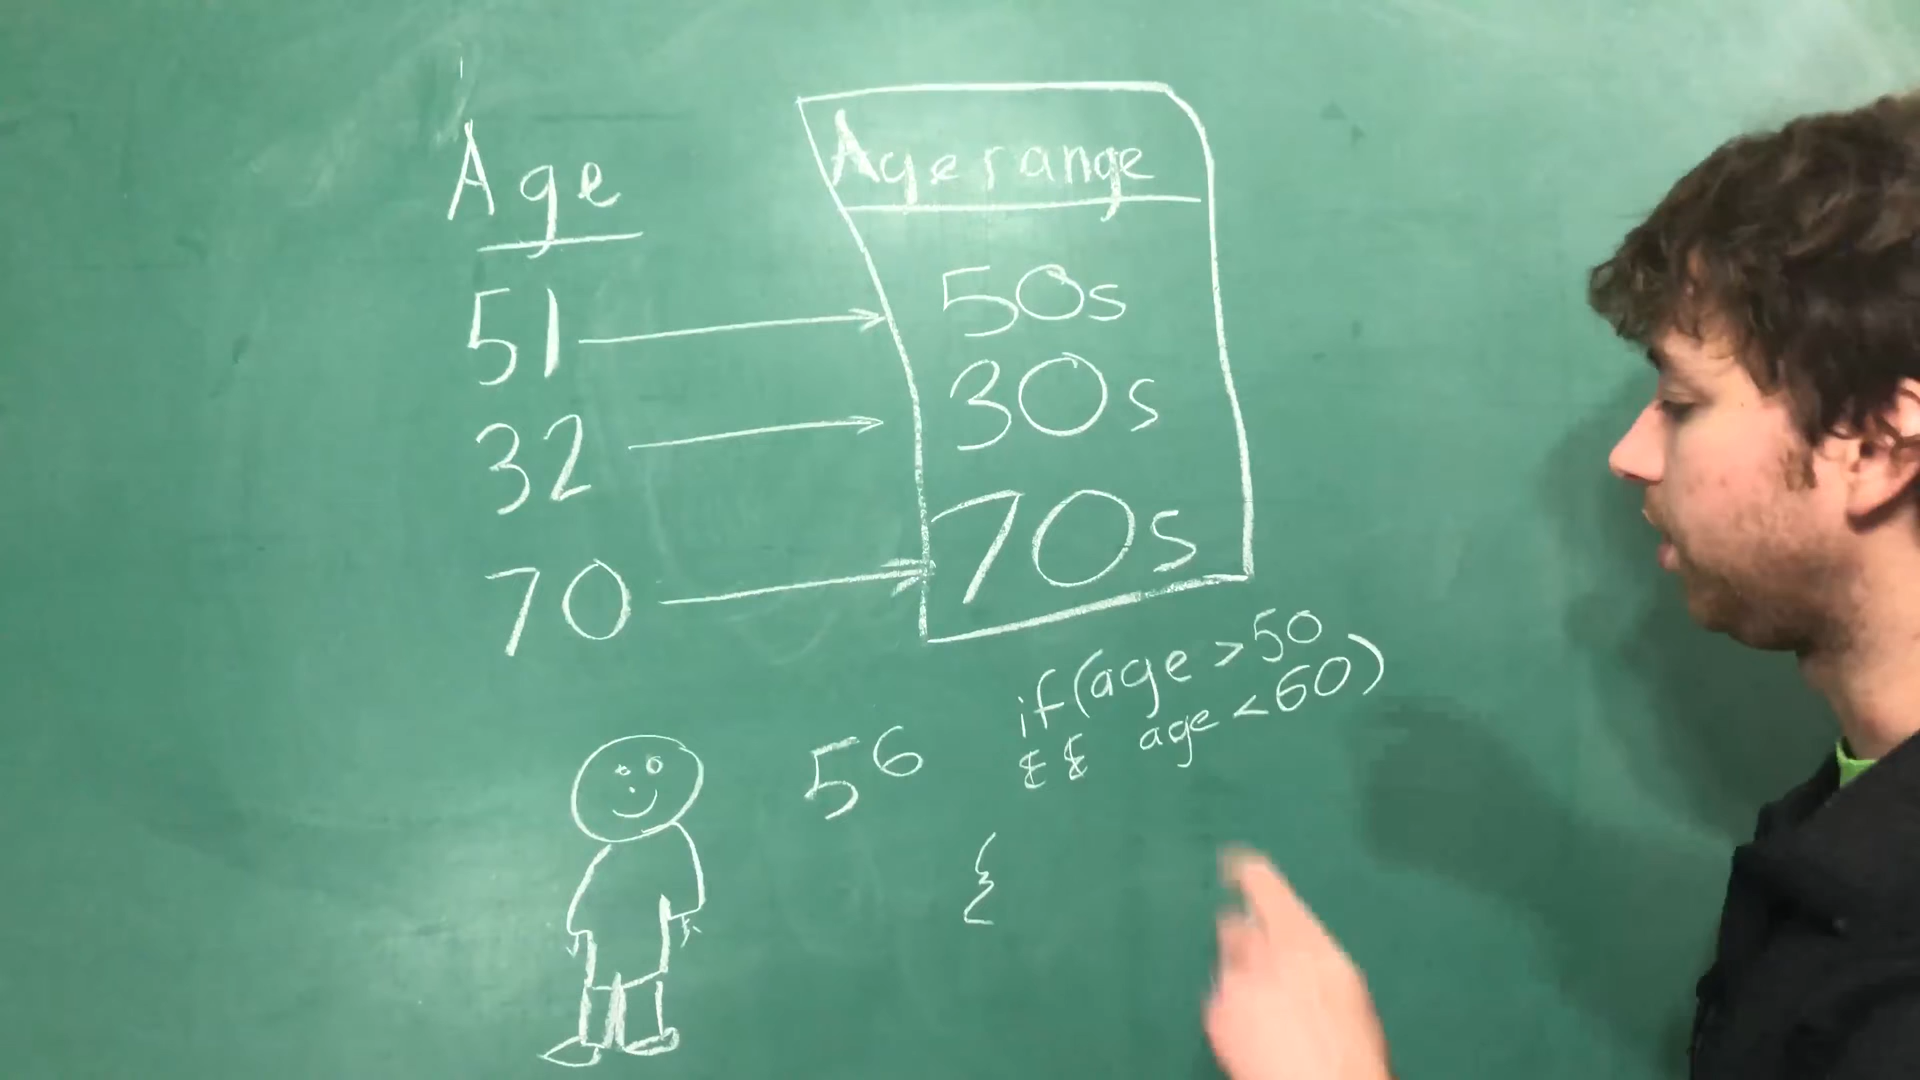 Age
51
32
70
Age range
50s
30s
70s
56
if(age > 50
&& age < 60)
{